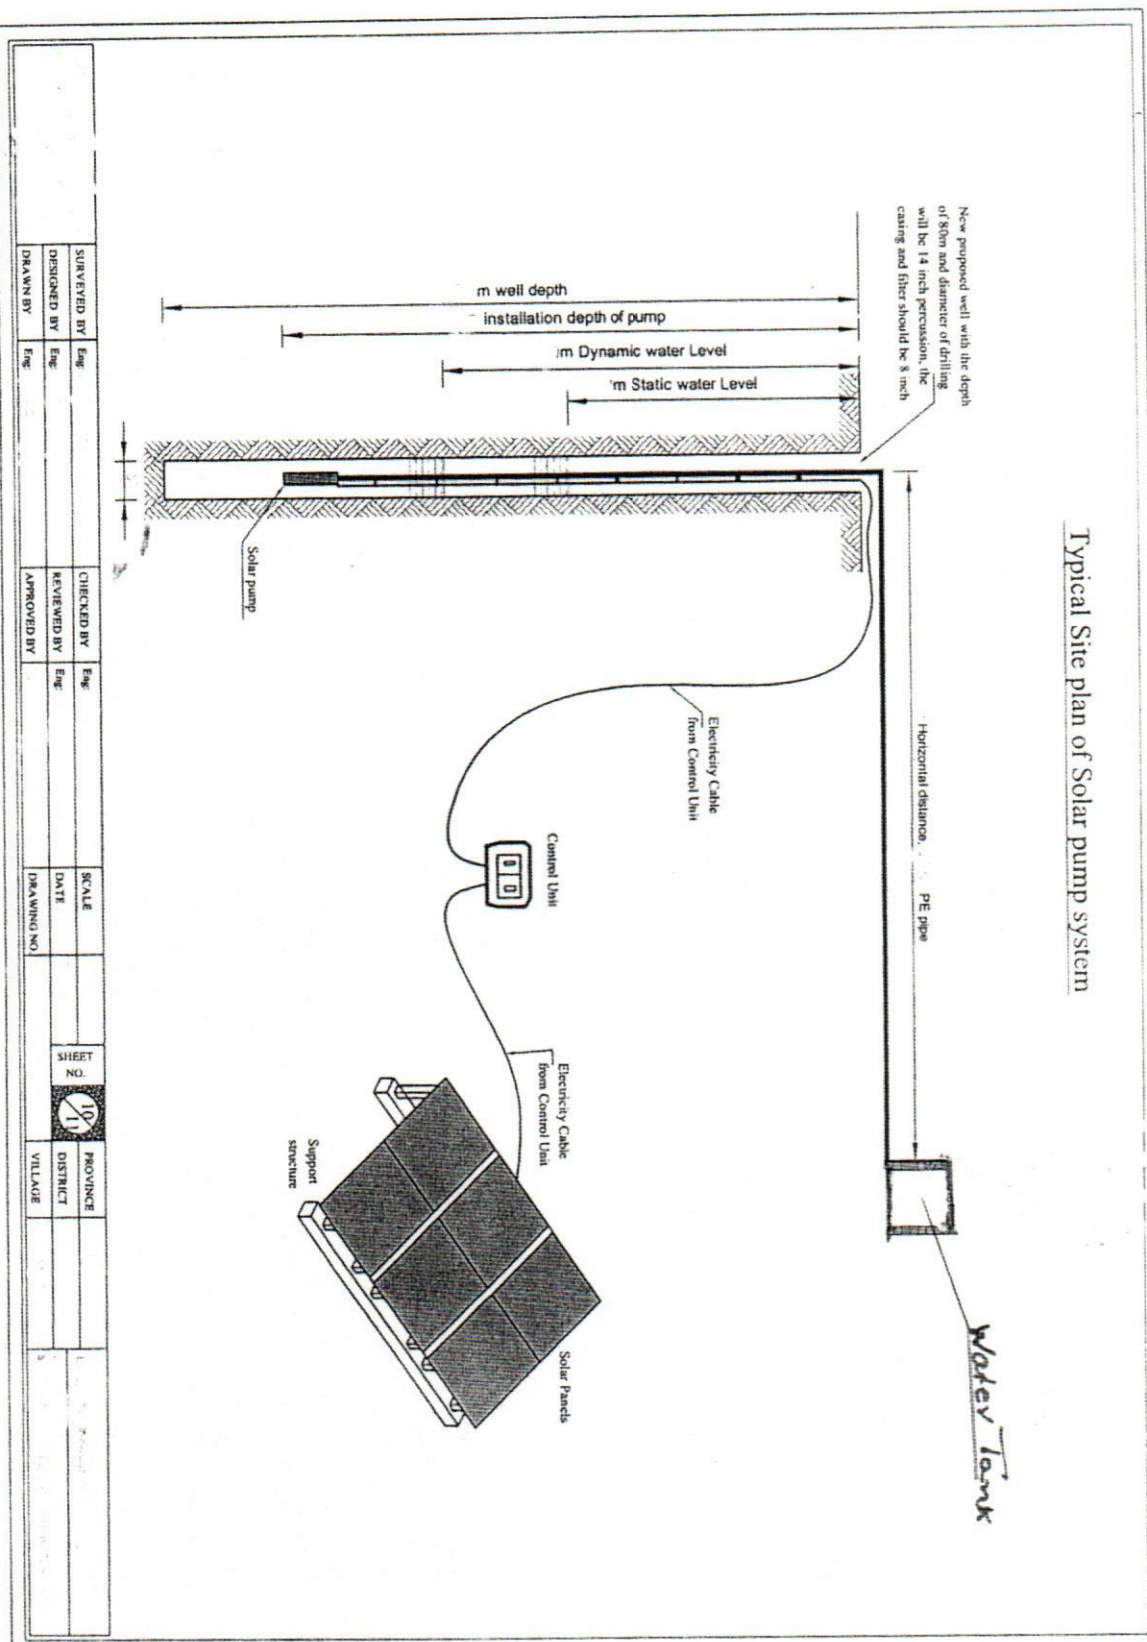 Typical Site plan of Solar pump system
New proposed well with the depth
of 80m and diameter of drilling
will be 14 inch percussion, the
casing and filter should be 8 inch
Horizontal distance,
PE pipe
Water Tank
m well depth
installation depth of pump
m Dynamic water Level
m Static water Level
Electricity Cable
from Control Unit
Control Unit
Electricity Cable
from Control Unit
Solar Panels
Support
structure
Solar pump
SURVEYED BY Eng:
DESIGNED BY Eng:
DRAWN BY Eng:
CHECKED BY Eng:
REVIEWED BY Eng:
APPROVED BY
SCALE
DATE
DRAWING NO.
SHEET
NO.
10/11
PROVINCE
DISTRICT
VILLAGE